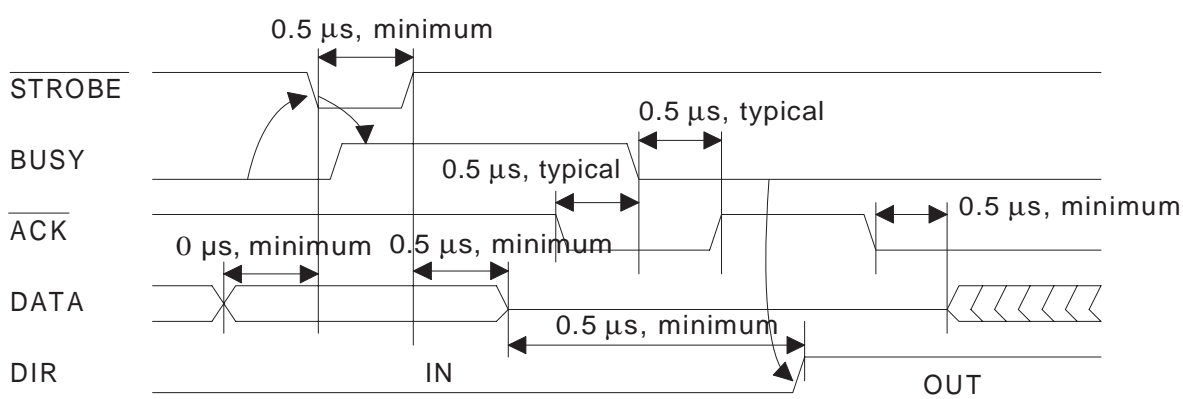 0.5 μs, minimum
STROBE
0.5 μs, typical
BUSY
0.5 μs, typical
0.5 μs, minimum
ACK
0 μs, minimum
0.5 μs, minimum
DATA
0.5 μs, minimum
DIR
IN
OUT